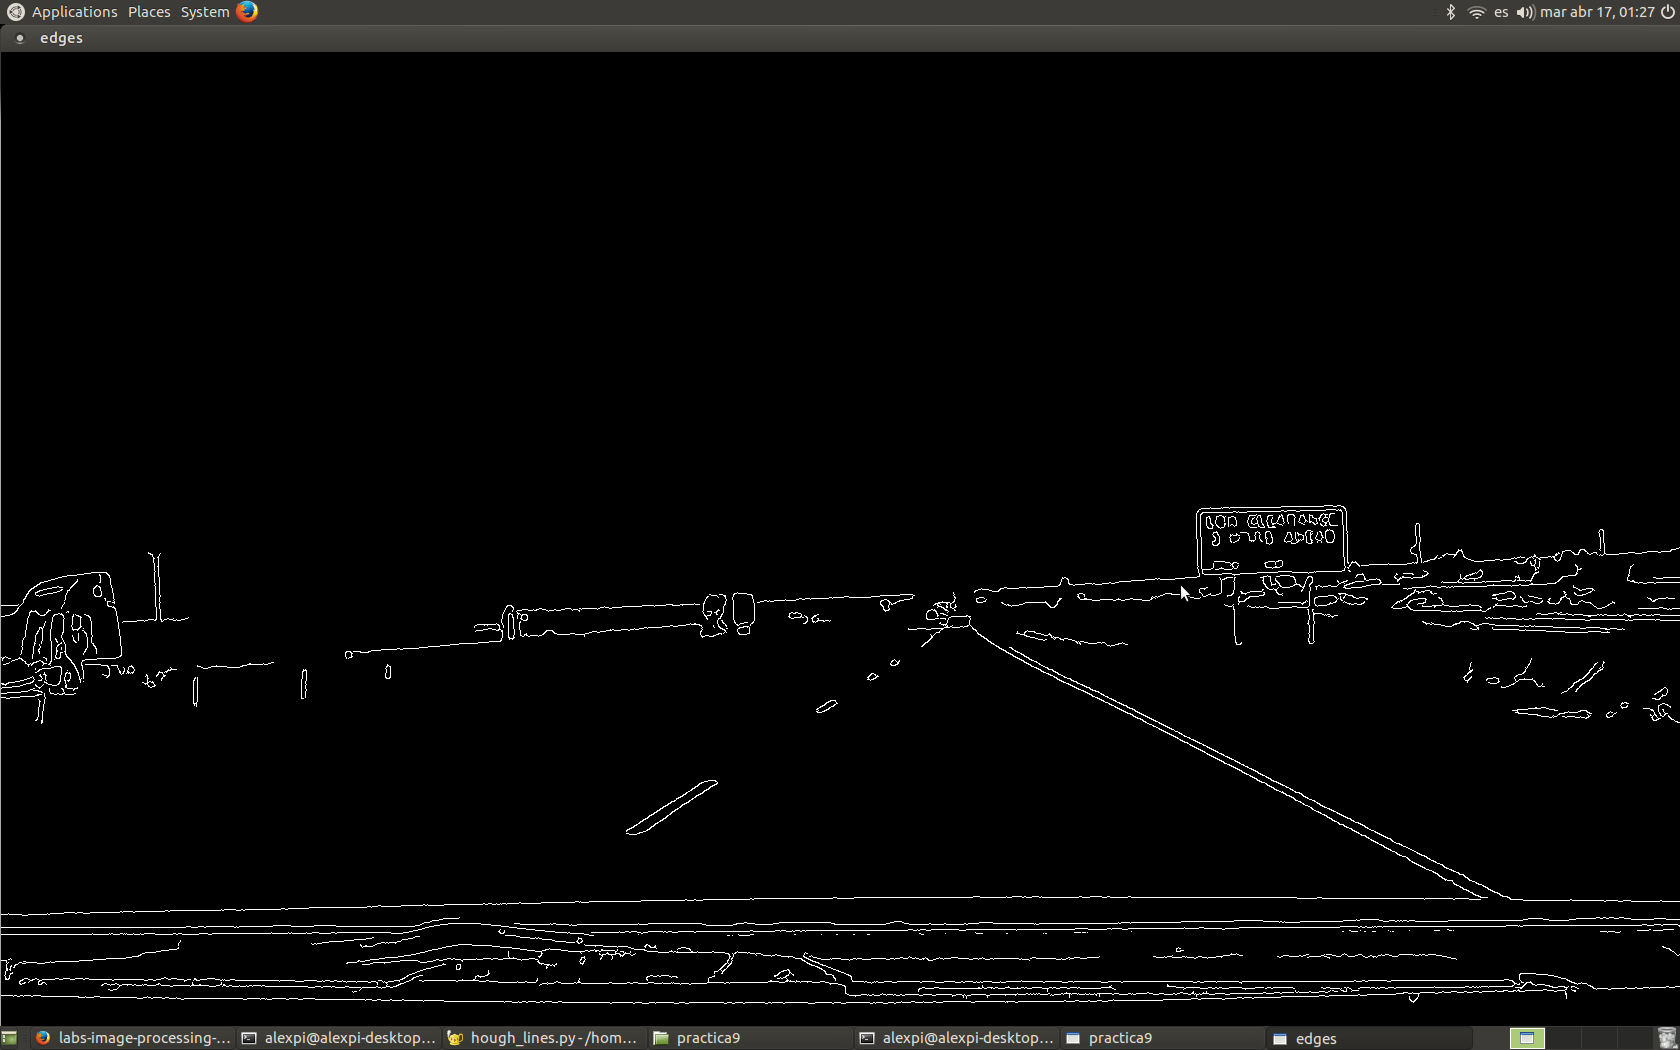 Applications Places System es mar abr 17, 01:27
edges
labs-image-processing-... alexpi@alexpi-desktop... hough_lines.py-/hom... practica9 alexpi@alexpi-desktop... practica9 edges